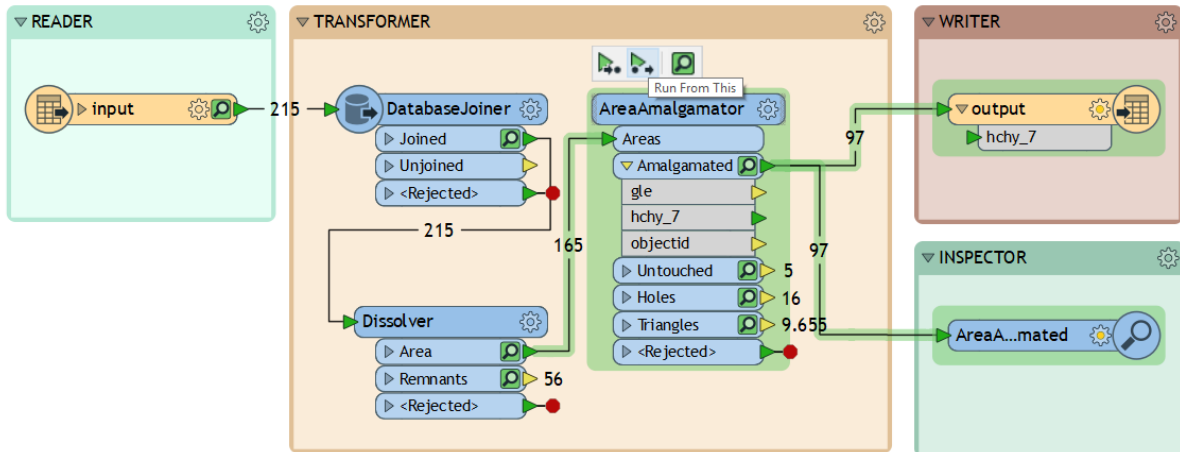 READER
input
215
TRANSFORMER
DatabaseJoiner
Joined
Unjoined
<Rejected>
215
Dissolver
Area
Remnants
56
<Rejected>
165
Run From This
AreaAmalgamator
Areas
Amalgamated
gle
hchy_7
objectid
Untouched
5
Holes
16
Triangles
9.655
<Rejected>
97
97
WRITER
output
hchy_7
INSPECTOR
AreaA...mated